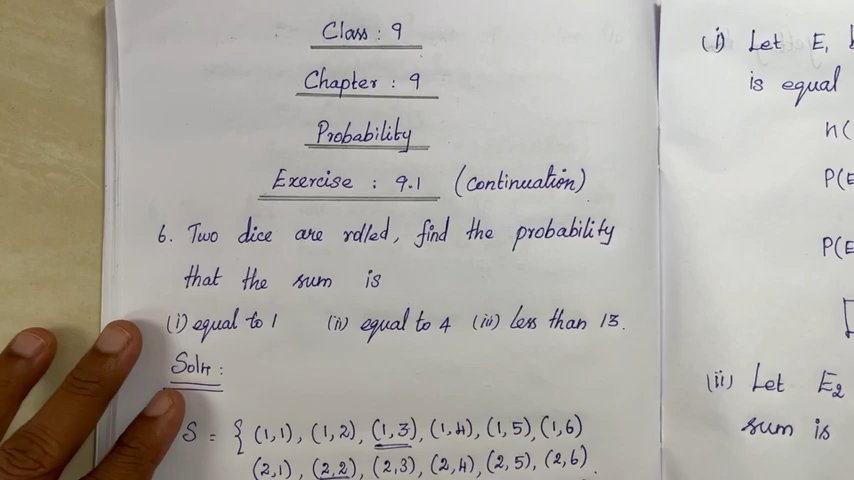 Class : 9
Chapter : 9
Probability
Exercise : 9.1 (continuation)
6. Two dice are rolled, find the probability
that the sum is
(i) equal to 1 (ii) equal to 4 (iii) less than 13.
Soln :
S = { (1,1), (1,2), (1,3), (1,4), (1,5), (1,6)
(2,1), (2,2), (2,3), (2,4), (2,5), (2,6)
(i) Let E₁
is equal
n(
P(E
P(E
(ii) Let E₂
sum is